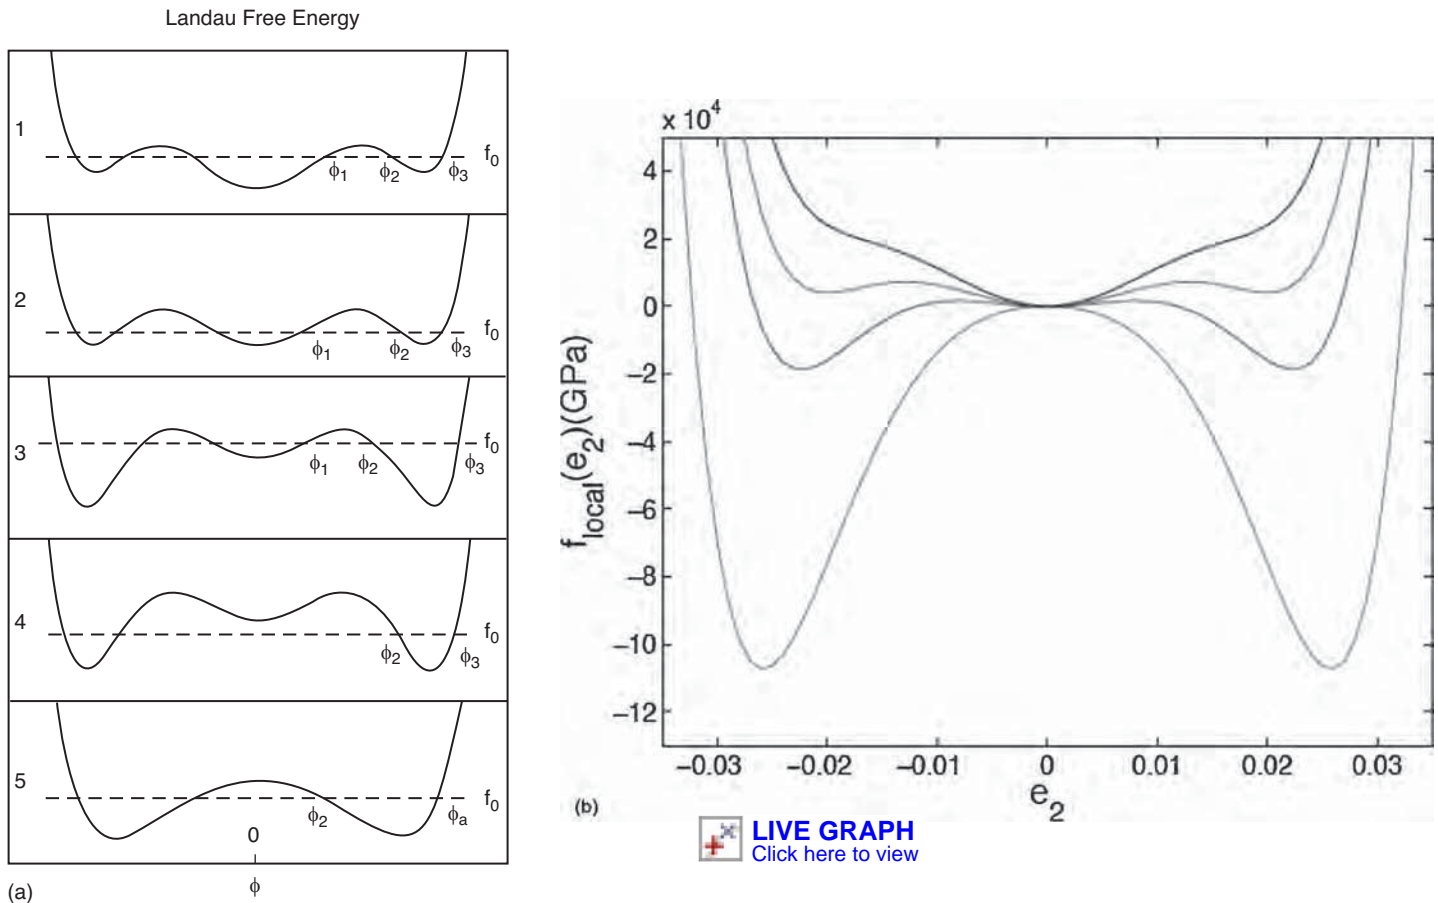 Landau Free Energy
1
f₀
ϕ₁
ϕ₂
ϕ₃
2
f₀
ϕ₁
ϕ₂
ϕ₃
3
f₀
ϕ₁
ϕ₂
ϕ₃
4
f₀
ϕ₂
ϕ₃
5
f₀
ϕ₂
ϕₐ
0
ϕ
(a)
x 10⁴
4
2
0
−2
−4
−6
−8
−10
−12
f_local(e₂)(GPa)
−0.03 −0.02 −0.01 0 0.01 0.02 0.03
e₂
(b)
LIVE GRAPH
Click here to view